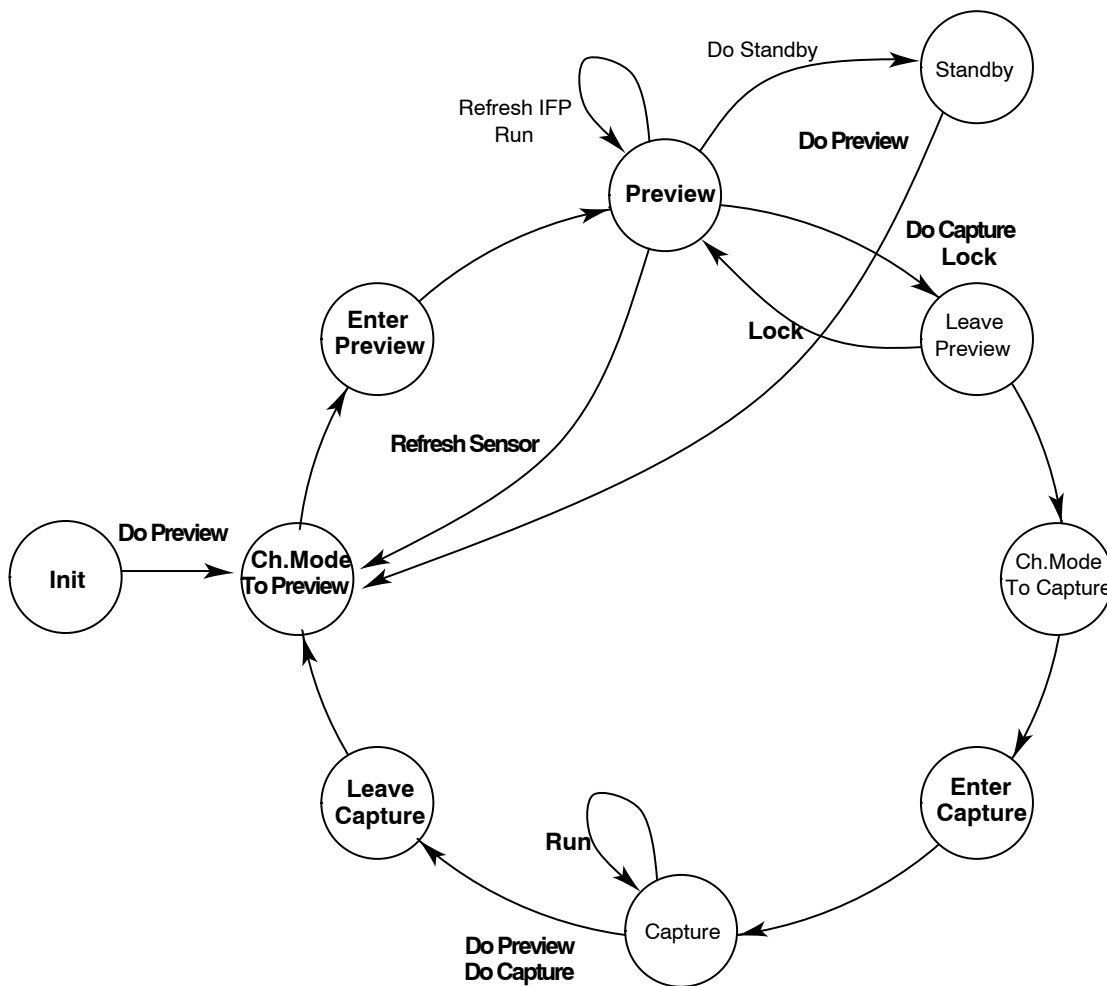 Do Standby
Standby
Refresh IFP
Run
Do Preview
Preview
Do Capture
Lock
Enter
Preview
Leave
Preview
Lock
Refresh Sensor
Do Preview
Init
Ch.Mode
To Preview
Ch.Mode
To Capture
Leave
Capture
Enter
Capture
Run
Capture
Do Preview
Do Capture